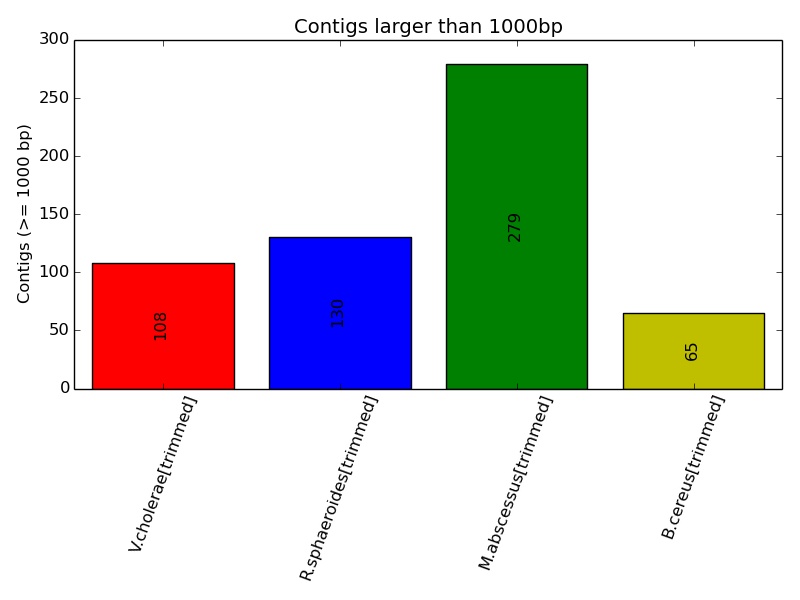 Contigs larger than 1000bp
Contigs (>= 1000 bp)
300
250
200
150
100
50
0
108
130
279
65
V.cholerae[trimmed]
R.sphaeroides[trimmed]
M.abscessus[trimmed]
B.cereus[trimmed]